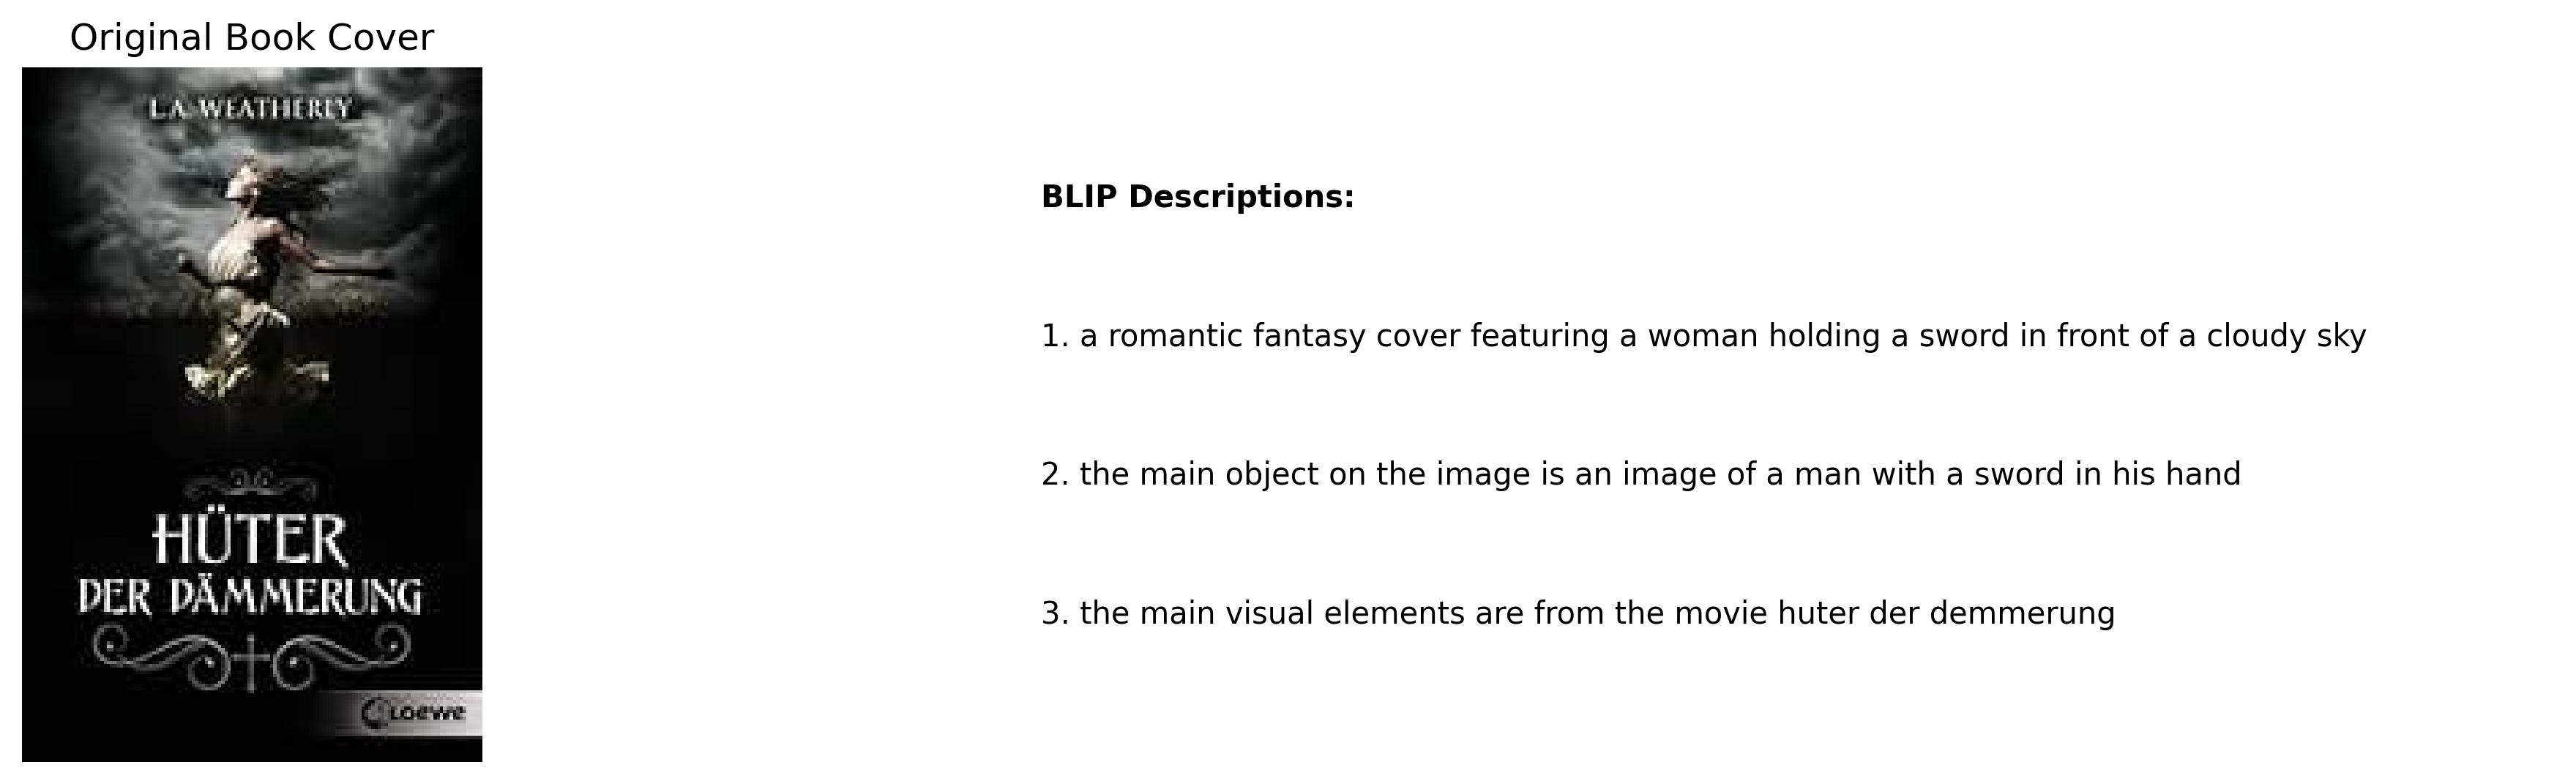 Original Book Cover
L.A. WEATHERLY
HÜTER
DER DÄMMERUNG
Loewe
BLIP Descriptions:
1. a romantic fantasy cover featuring a woman holding a sword in front of a cloudy sky
2. the main object on the image is an image of a man with a sword in his hand
3. the main visual elements are from the movie huter der demmerung